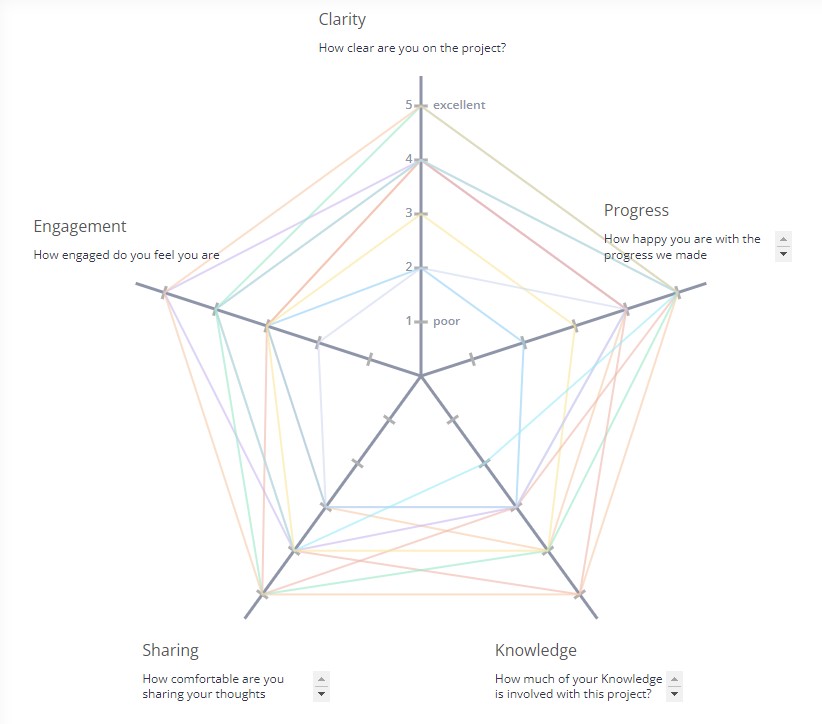 Clarity
How clear are you on the project?
5 excellent
4
3
2
1 poor
Engagement
How engaged do you feel you are
Progress
How happy you are with the
progress we made
Sharing
How comfortable are you
sharing your thoughts
Knowledge
How much of your Knowledge
is involved with this project?